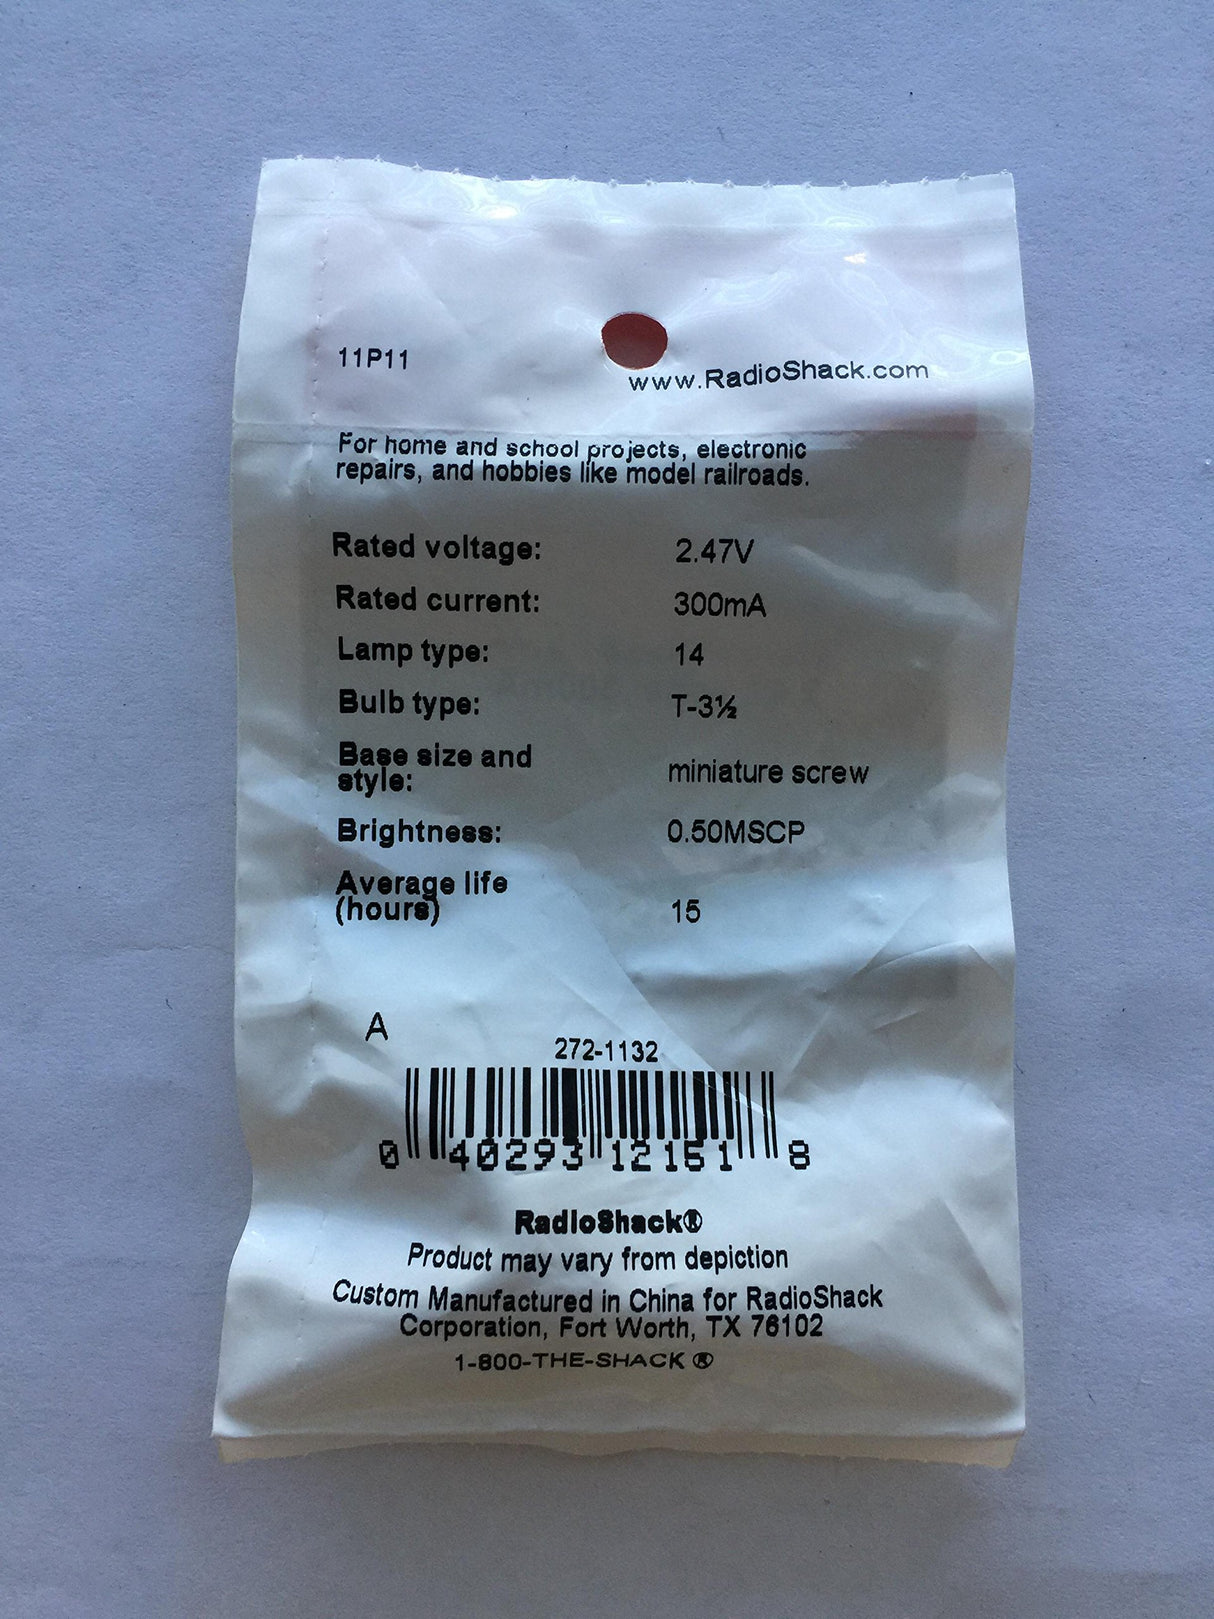 11P11
www.RadioShack.com
For home and school projects, electronic
repairs, and hobbies like model railroads.
Rated voltage: 2.47V
Rated current: 300mA
Lamp type: 14
Bulb type: T-3½
Base size and
style: miniature screw
Brightness: 0.50MSCP
Average life
(hours) 15
A
272-1132
0 40293 12151 8
RadioShack®
Product may vary from depiction
Custom Manufactured in China for RadioShack
Corporation, Fort Worth, TX 76102
1-800-THE-SHACK ®